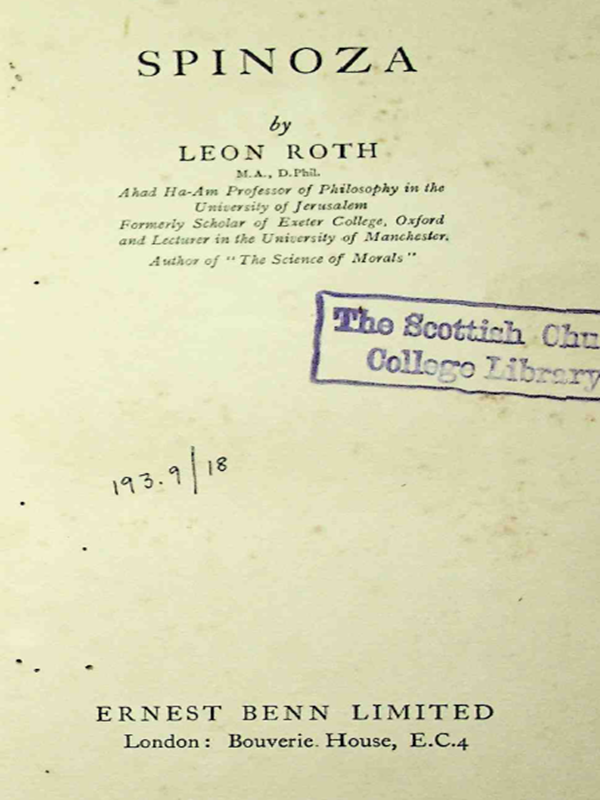 SPINOZA
by
LEON ROTH
M.A., D.Phil.
Ahad Ha-Am Professor of Philosophy in the
University of Jerusalem
Formerly Scholar of Exeter College, Oxford
and Lecturer in the University of Manchester.
Author of "The Science of Morals"
The Scottish Chu
College Library
193.9/18
ERNEST BENN LIMITED
London: Bouverie House, E.C.4